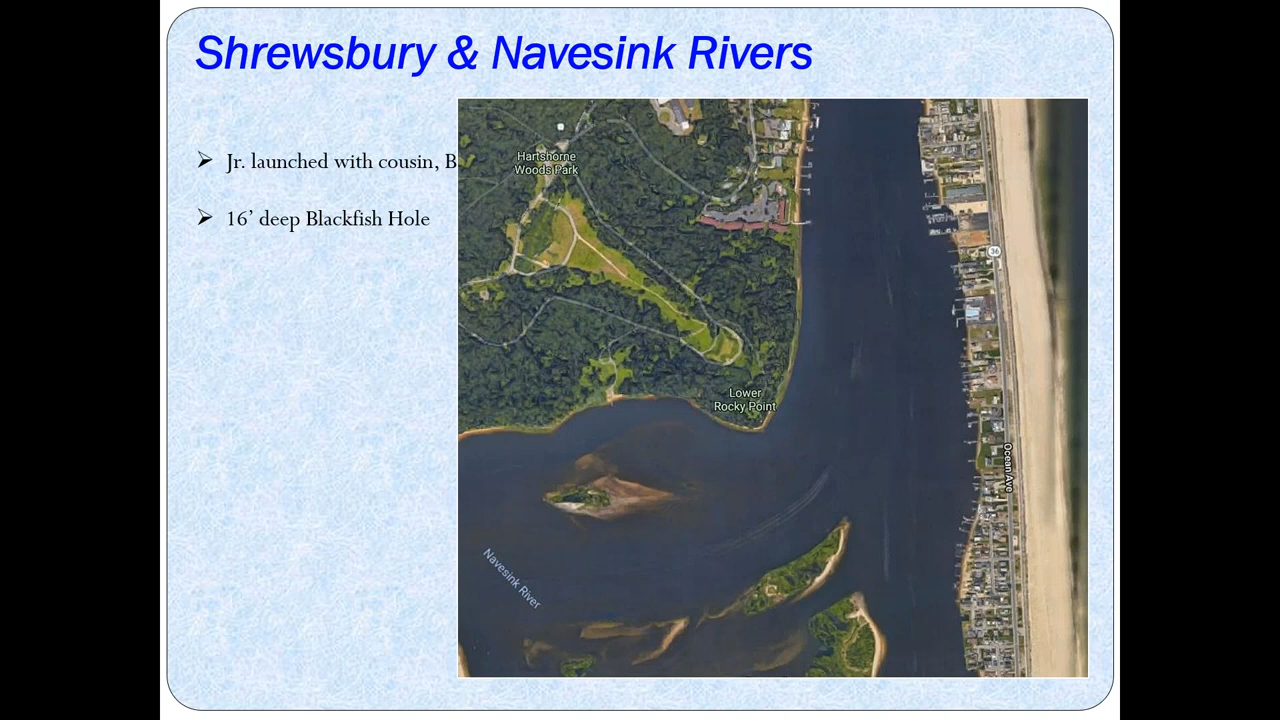 Shrewsbury & Navesink Rivers
➢ Jr. launched with cousin, B
➢ 16’ deep Blackfish Hole
Hartshorne
Woods Park
36
Lower
Rocky Point
Ocean Ave
Navesink River